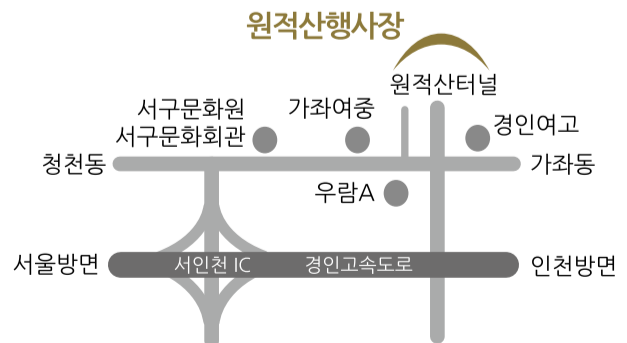 원적산행사장
원적산터널
서구문화원
서구문화회관
가좌여중
경인여고
청천동
가좌동
우람A
서울방면
서인천 IC
경인고속도로
인천방면